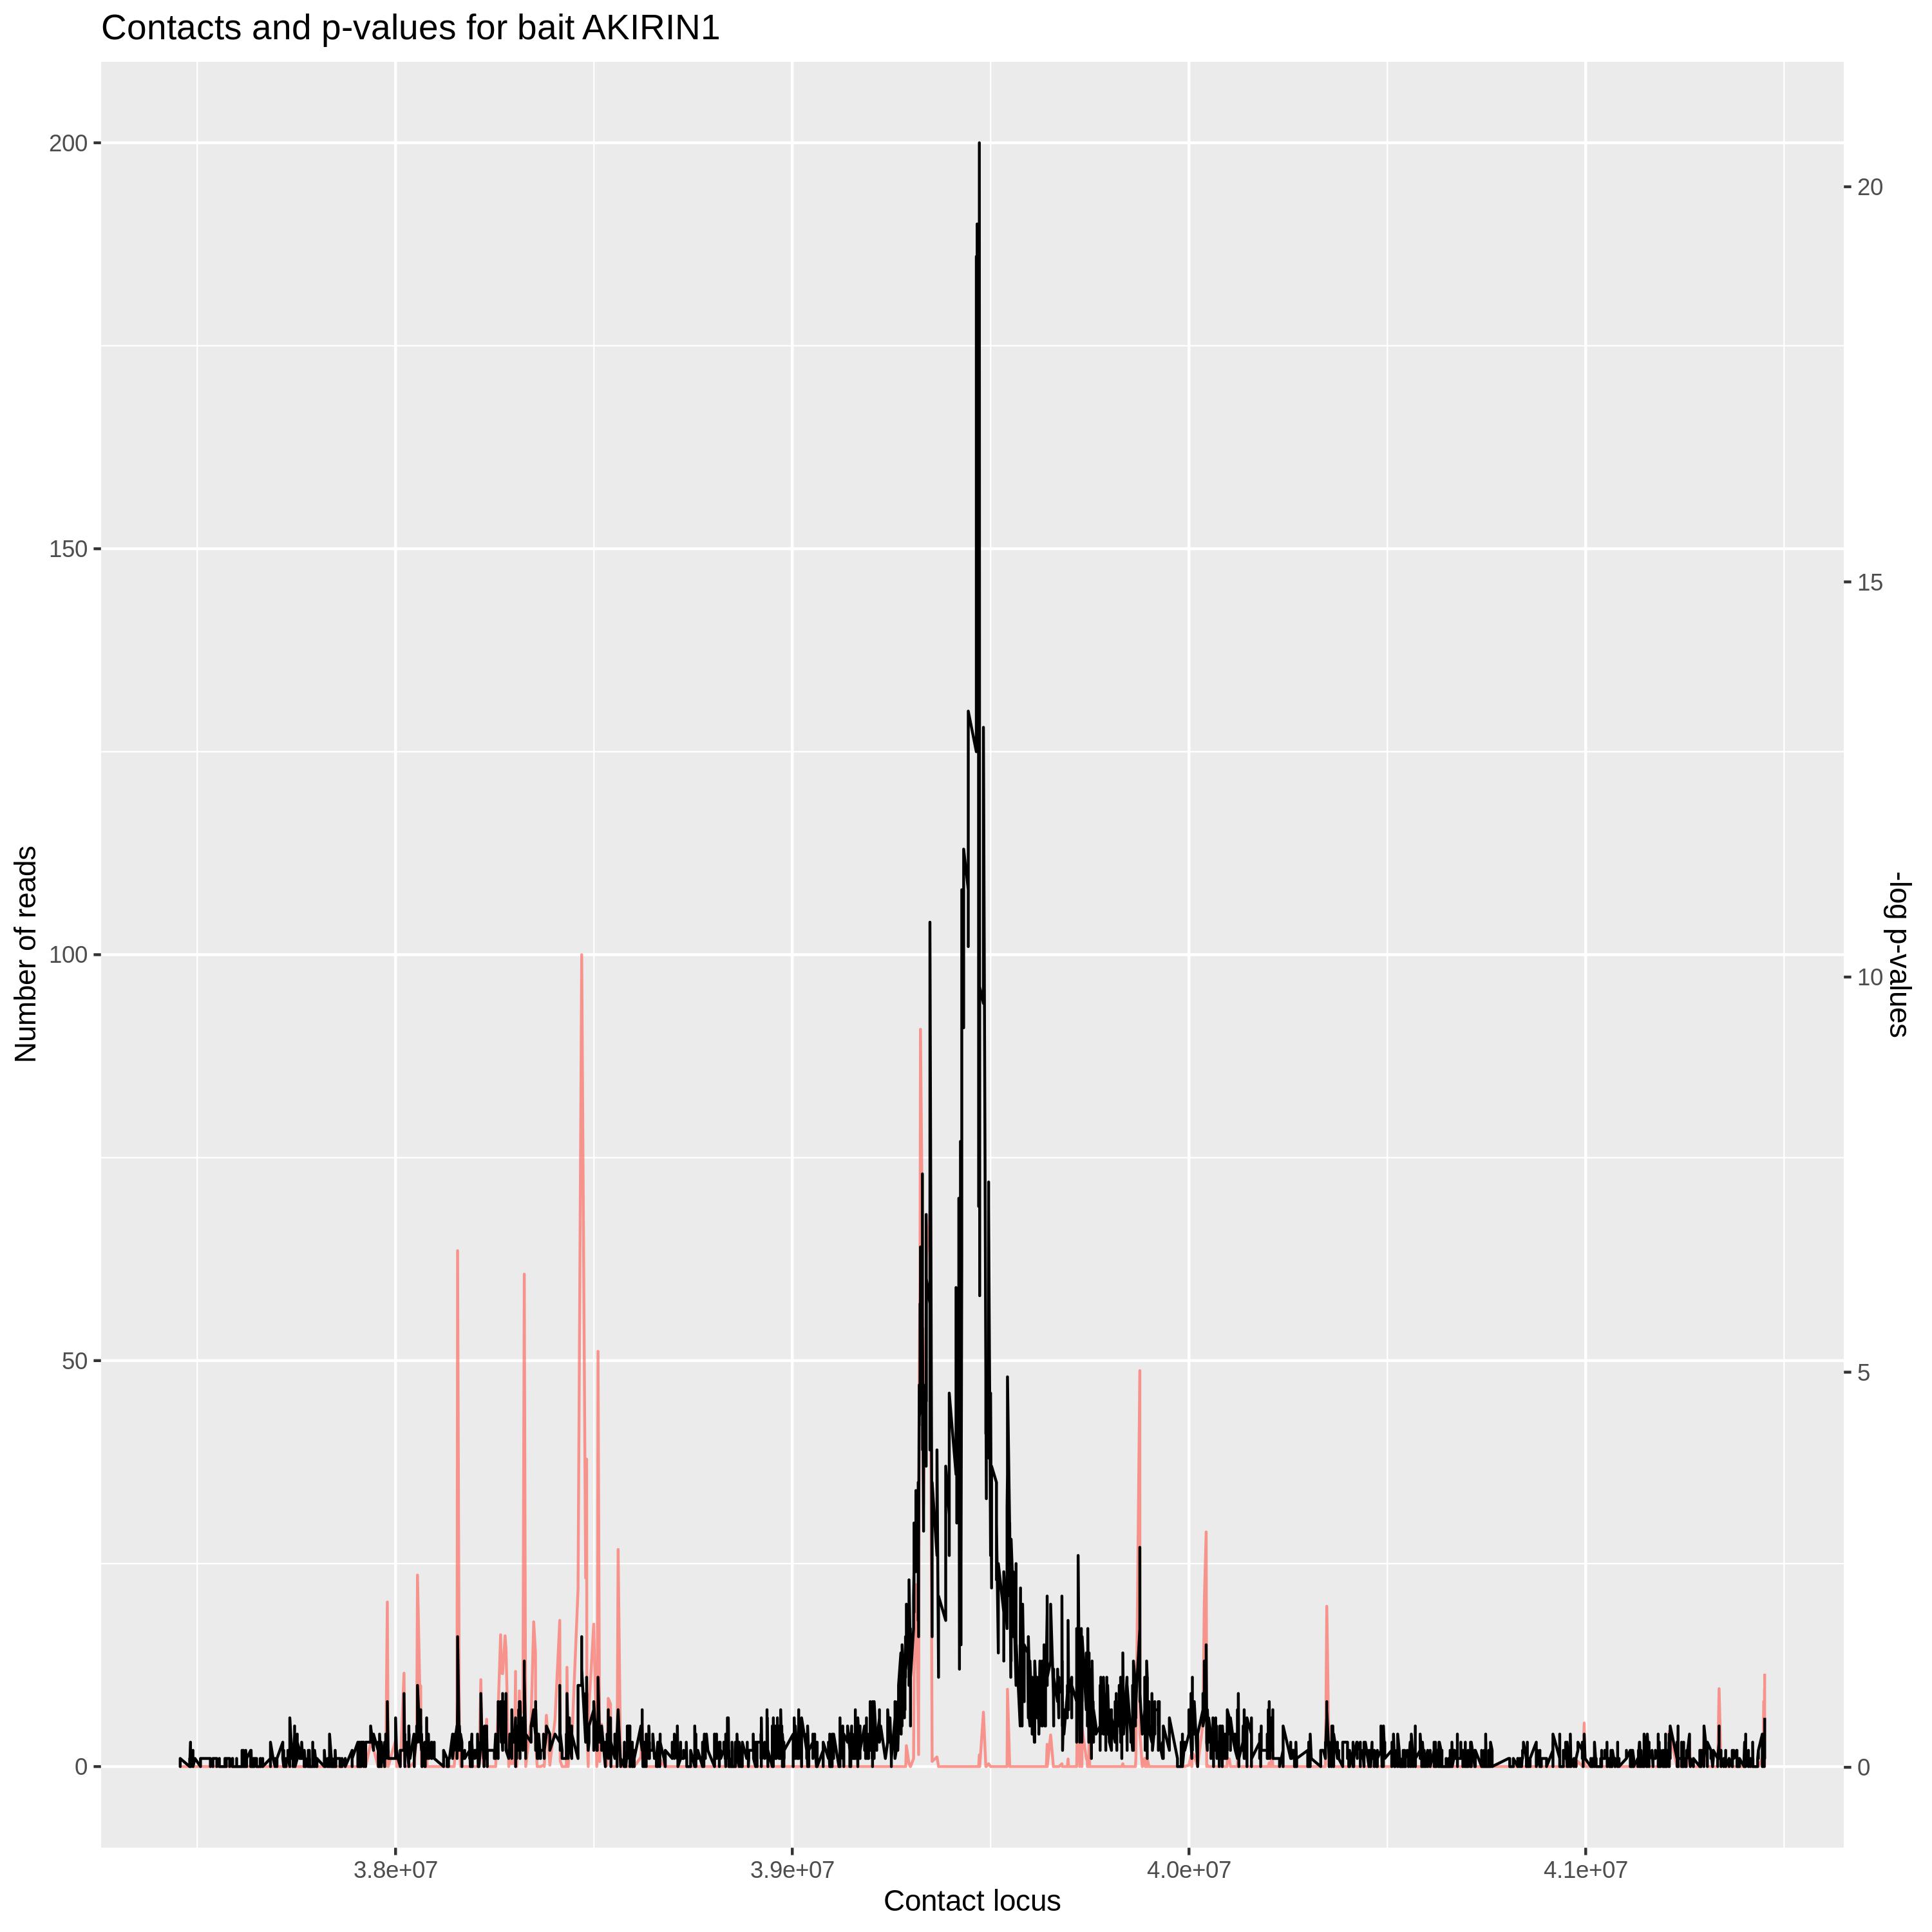 Contacts and p-values for bait AKIRIN1
200
150
100
50
0
Number of reads
20
15
10
5
0
-log p-values
3.8e+07
3.9e+07
4.0e+07
4.1e+07
Contact locus